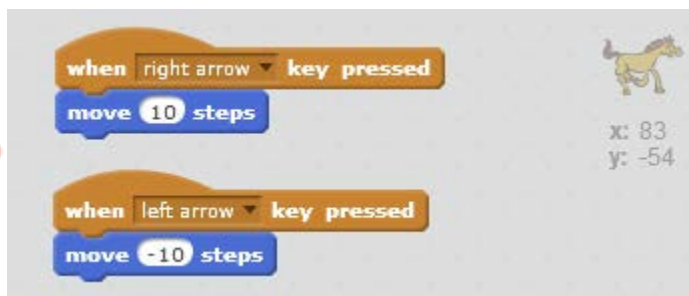 when right arrow key pressed
move 10 steps
x: 83
y: -54
when left arrow key pressed
move -10 steps